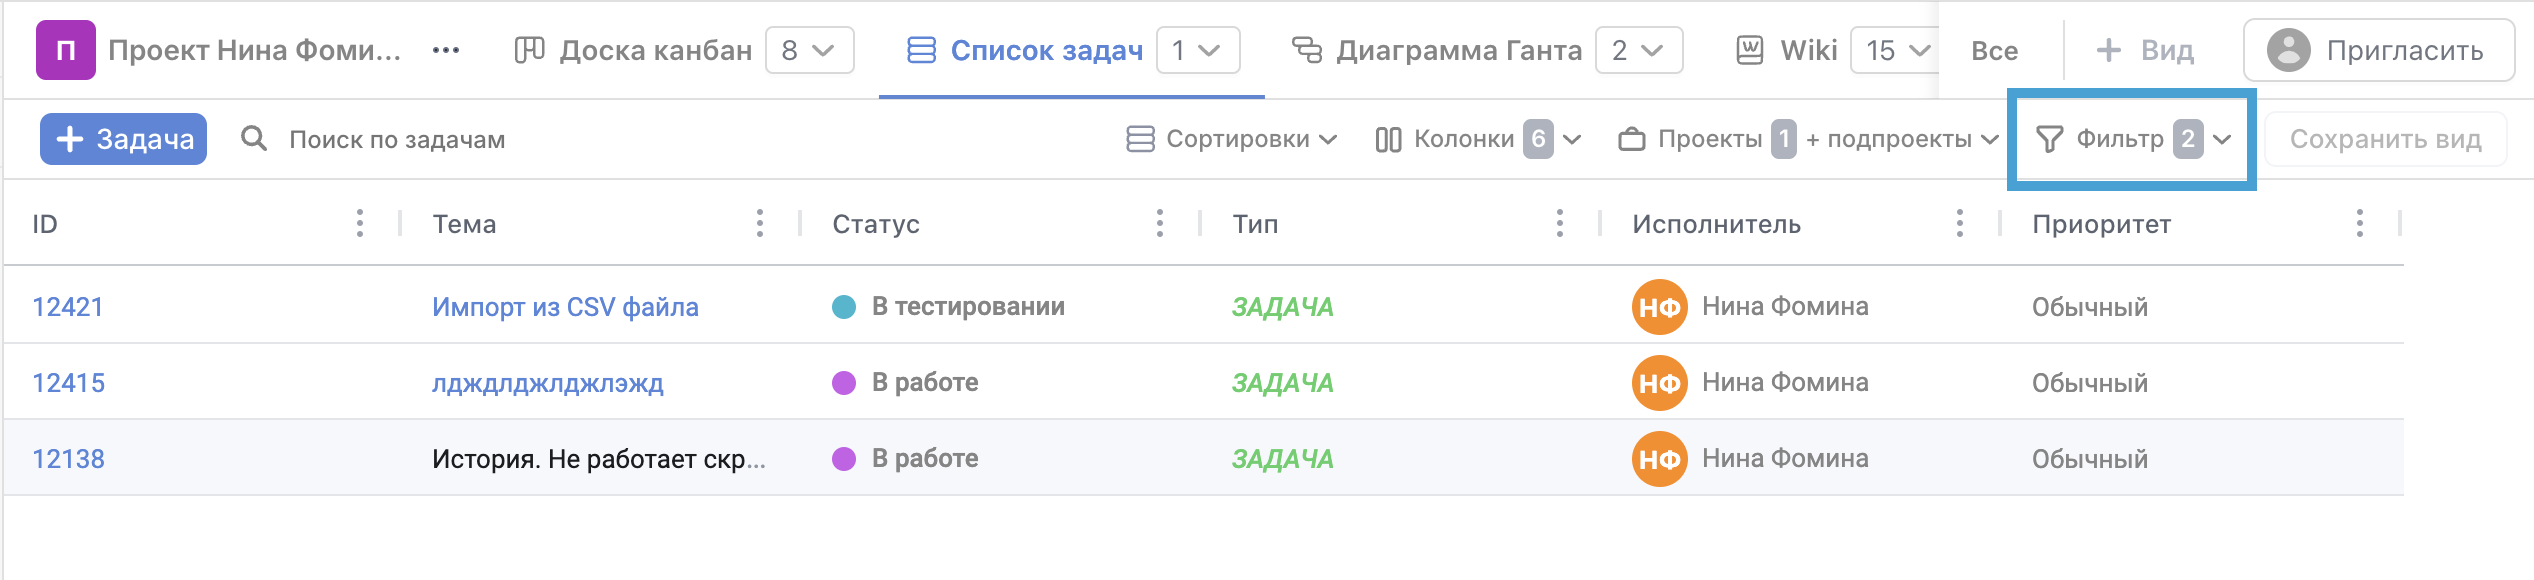 П Проект Нина Фоми... ••• Доска канбан 8 Список задач 1 Диаграмма Ганта 2 Wiki 15 Все + Вид Пригласить
+ Задача Поиск по задачам Сортировки Колонки 6 Проекты 1 + подпроекты Фильтр 2 Сохранить вид
ID Тема Статус Тип Исполнитель Приоритет
12421 Импорт из CSV файла В тестировании ЗАДАЧА НФ Нина Фомина Обычный
12415 лдждлджлджлэжд В работе ЗАДАЧА НФ Нина Фомина Обычный
12138 История. Не работает скр... В работе ЗАДАЧА НФ Нина Фомина Обычный